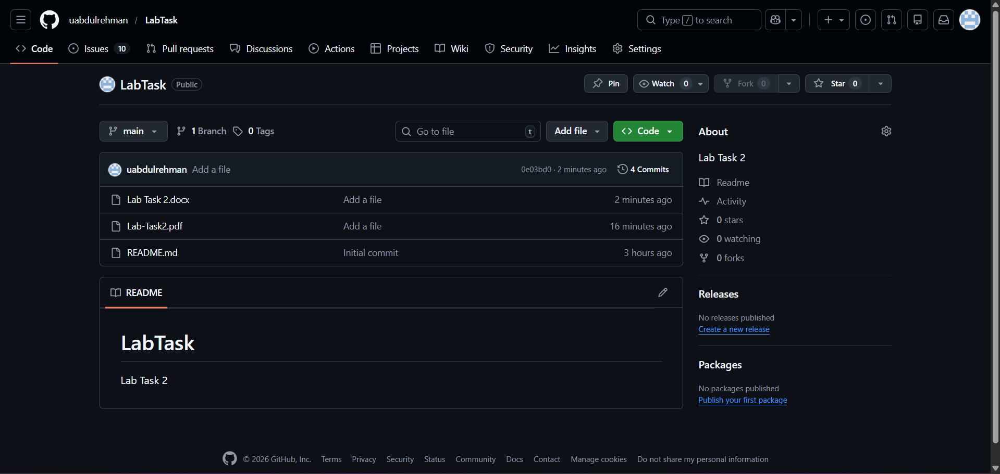 uabdulrehman / LabTask
Type / to search
Code
Issues 10
Pull requests
Discussions
Actions
Projects
Wiki
Security
Insights
Settings
LabTask Public
Pin
Watch 0
Fork 0
Star 0
main
1 Branch
0 Tags
Go to file t
Add file
Code
uabdulrehman Add a file
0e03bd0 · 2 minutes ago
4 Commits
Lab Task 2.docx Add a file 2 minutes ago
Lab-Task2.pdf Add a file 16 minutes ago
README.md Initial commit 3 hours ago
README
LabTask
Lab Task 2
About
Lab Task 2
Readme
Activity
0 stars
0 watching
0 forks
Releases
No releases published
Create a new release
Packages
No packages published
Publish your first package
© 2026 GitHub, Inc. Terms Privacy Security Status Community Docs Contact Manage cookies Do not share my personal information